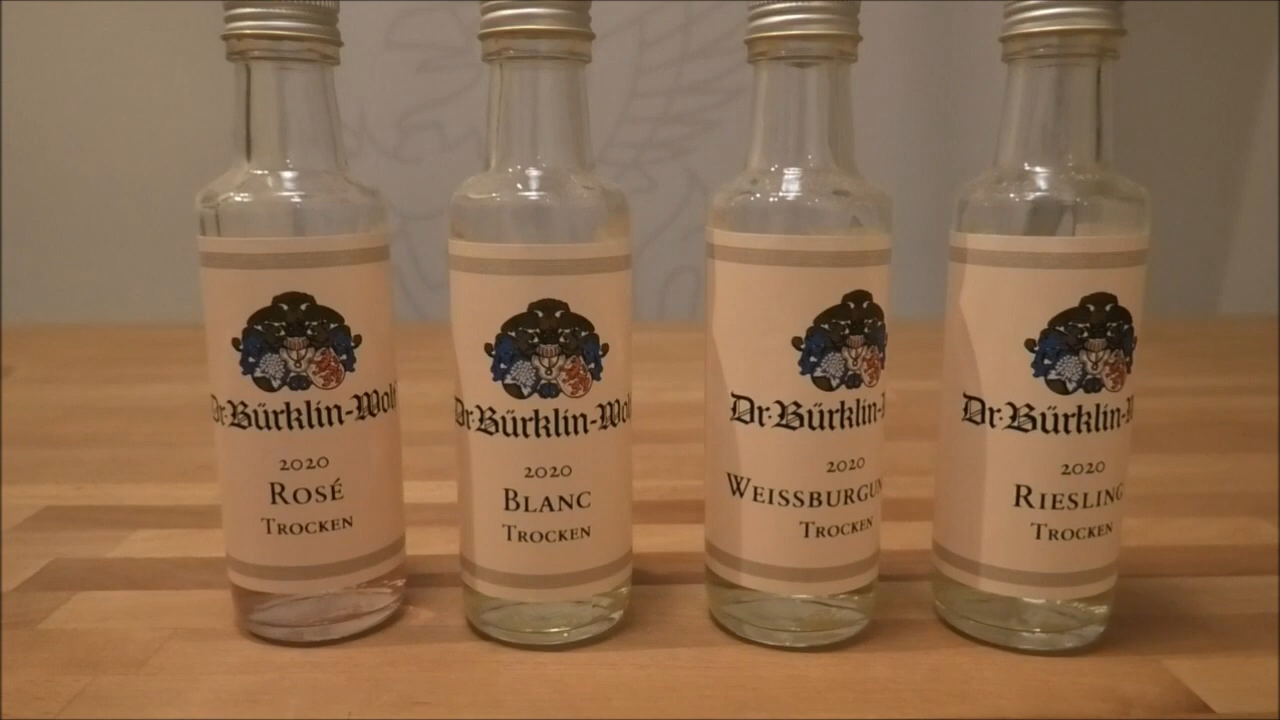 Dr. Bürklin-Wolf
2020
ROSÉ
TROCKEN
Dr. Bürklin-Wol
2020
BLANC
TROCKEN
Dr. Bürklin-
2020
WEISSBURGUN
TROCKEN
Dr. Bürklin-
2020
RIESLING
TROCKEN